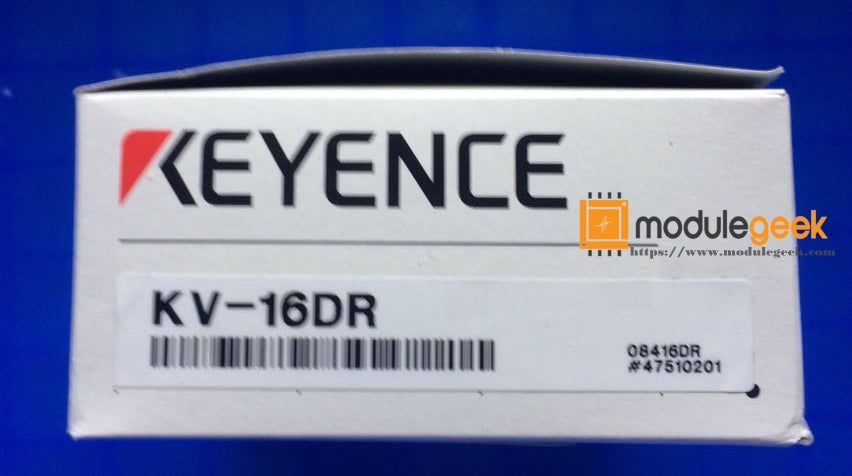 KEYENCE
modulegeek
https://www.modulegeek.com
KV-16DR
08416DR
#47510201